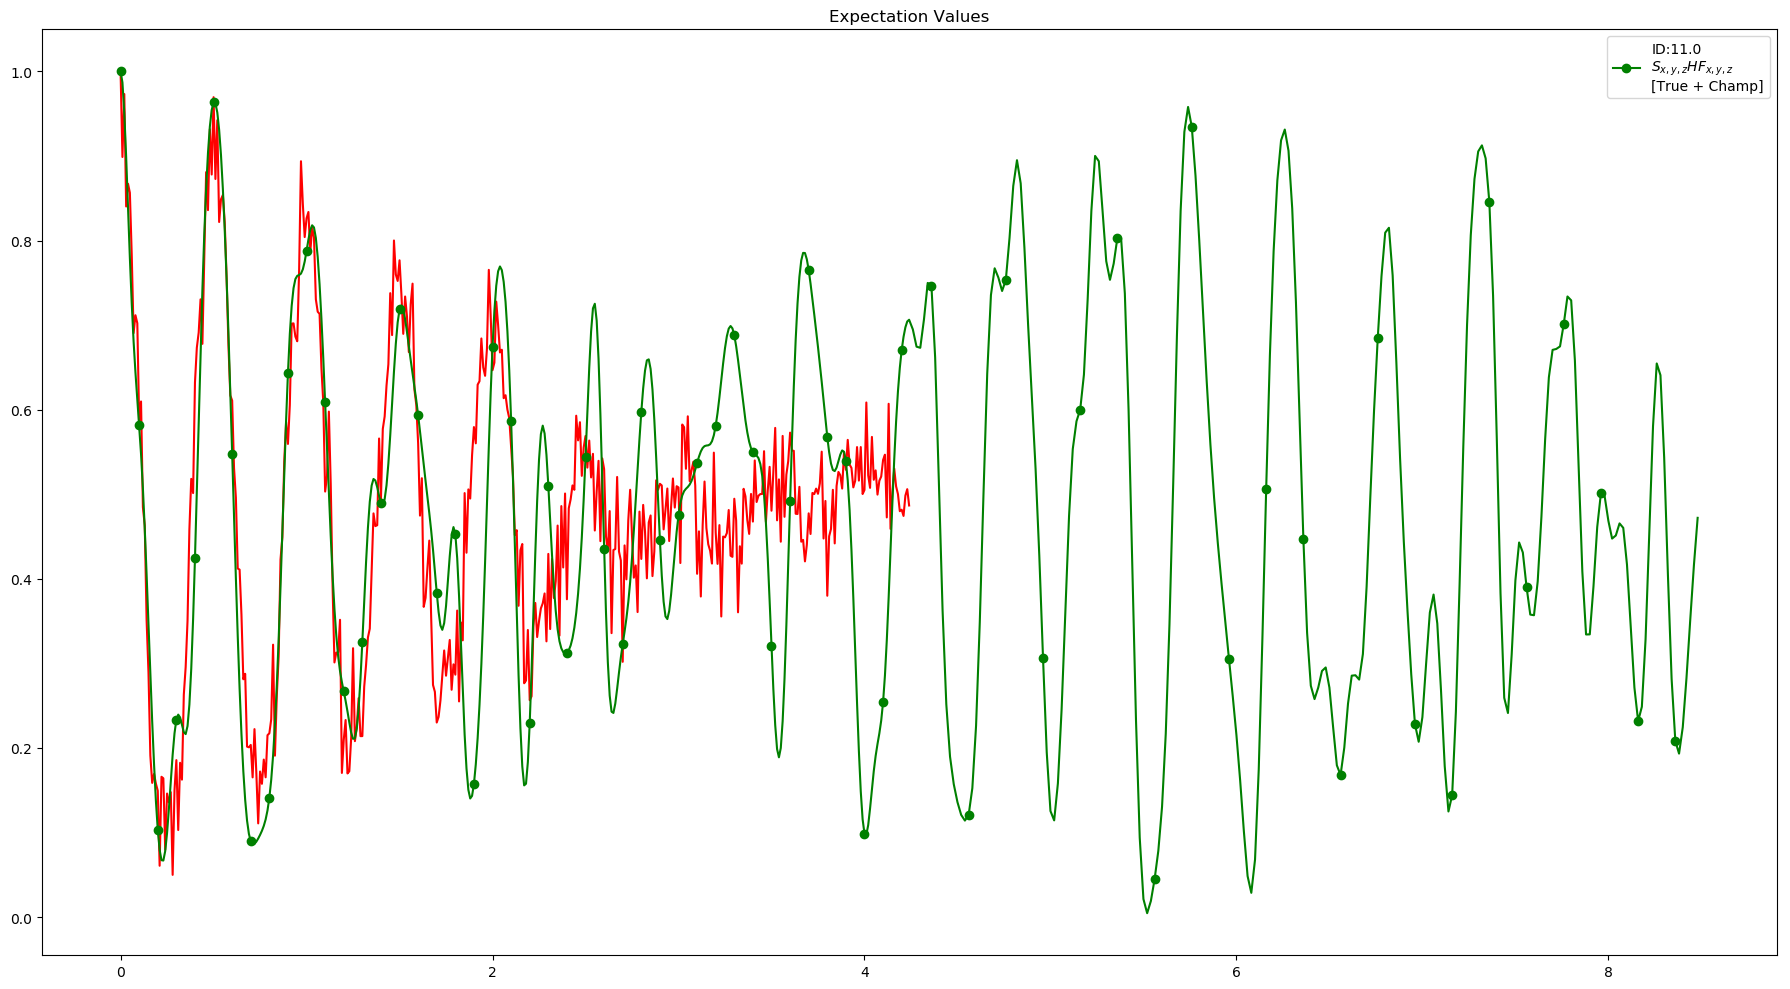 Expectation Values
ID:11.0
S_{x,y,z}HF_{x,y,z}
[True + Champ]
1.0
0.8
0.6
0.4
0.2
0.0
0
2
4
6
8